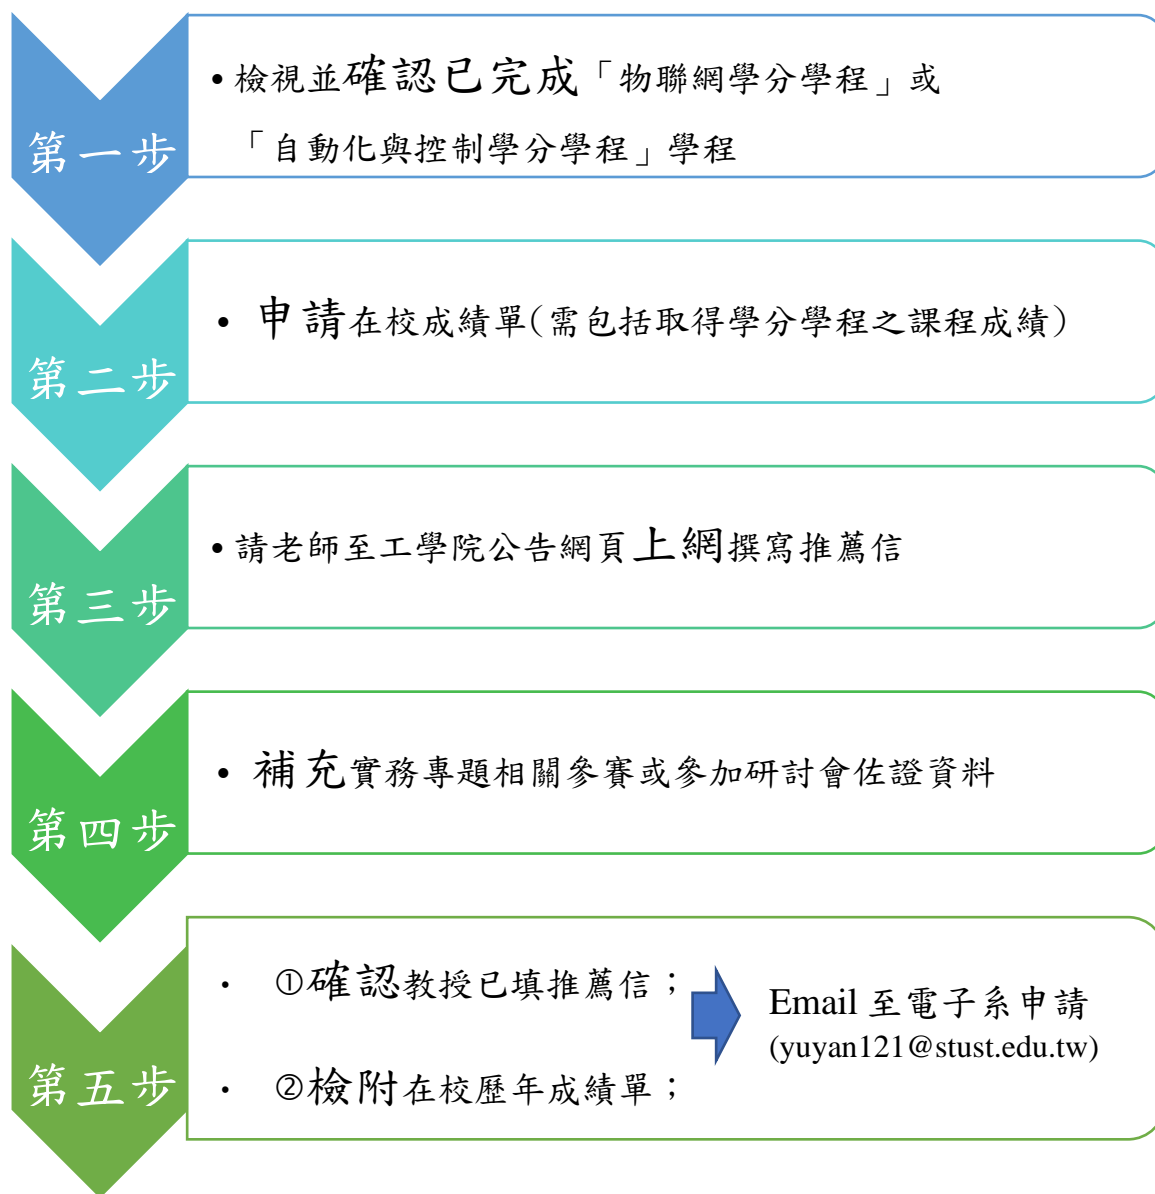 第一步
•檢視並確認已完成「物聯網學分學程」或
「自動化與控制學分學程」學程
第二步
• 申請在校成績單(需包括取得學分學程之課程成績)
第三步
•請老師至工學院公告網頁上網撰寫推薦信
第四步
• 補充實務專題相關參賽或參加研討會佐證資料
第五步
• ①確認教授已填推薦信；
• ②檢附在校歷年成績單；
Email 至電子系申請
(yuyan121@stust.edu.tw)